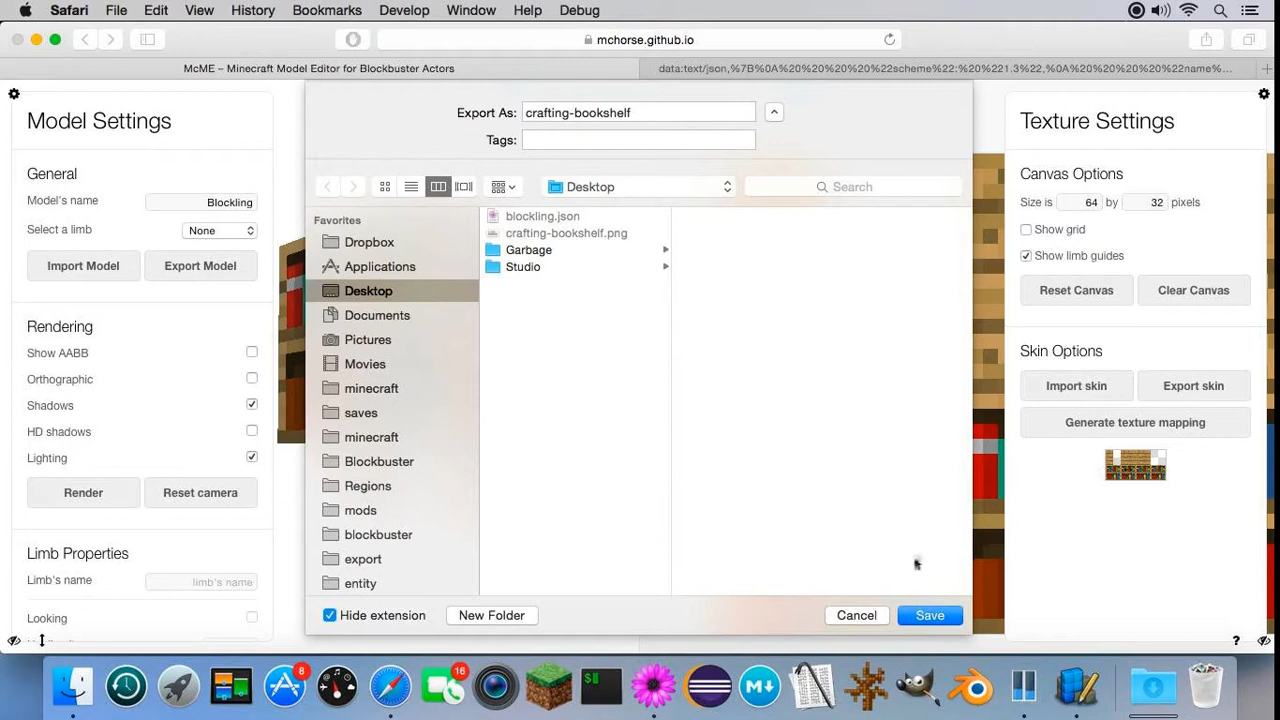 Safari File Edit View History Bookmarks Develop Window Help Debug
mchorse.github.io
McME – Minecraft Model Editor for Blockbuster Actors
data:text/json,%7B%0A%20%20%20%20%22scheme%22:%20%221.3%22,%0A%20%20%20%20%22name%...
Model Settings
General
Model's name Blockling
Select a limb None
Import Model Export Model
Rendering
Show AABB
Orthographic
Shadows
HD shadows
Lighting
Render Reset camera
Limb Properties
Limb's name limb's name
Looking
Export As: crafting-bookshelf
Tags:
Desktop
Search
Favorites
Dropbox
Applications
Desktop
Documents
Pictures
Movies
minecraft
saves
minecraft
Blockbuster
Regions
mods
blockbuster
export
entity
blockling.json
crafting-bookshelf.png
Garbage
Studio
Hide extension New Folder Cancel Save
Texture Settings
Canvas Options
Size is 64 by 32 pixels
Show grid
Show limb guides
Reset Canvas Clear Canvas
Skin Options
Import skin Export skin
Generate texture mapping
?
8
16
$
M